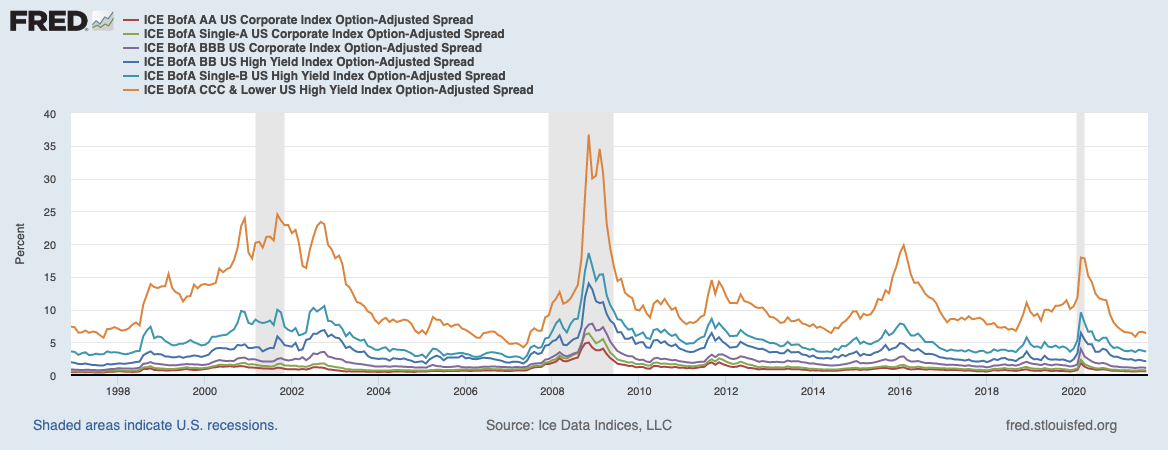 FRED
ICE BofA AA US Corporate Index Option-Adjusted Spread
ICE BofA Single-A US Corporate Index Option-Adjusted Spread
ICE BofA BBB US Corporate Index Option-Adjusted Spread
ICE BofA BB US High Yield Index Option-Adjusted Spread
ICE BofA Single-B US High Yield Index Option-Adjusted Spread
ICE BofA CCC & Lower US High Yield Index Option-Adjusted Spread
40
35
30
25
20
15
10
5
0
Percent
1998 2000 2002 2004 2006 2008 2010 2012 2014 2016 2018 2020
Shaded areas indicate U.S. recessions. Source: Ice Data Indices, LLC fred.stlouisfed.org